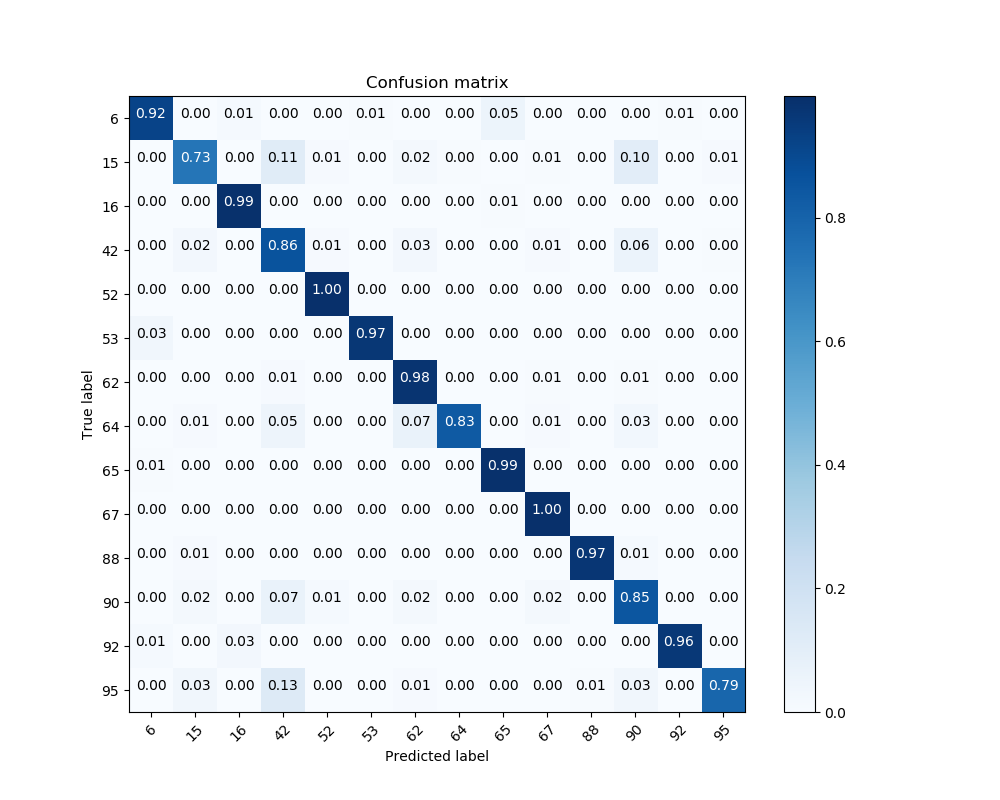 Confusion matrix
6 0.92 0.00 0.01 0.00 0.00 0.01 0.00 0.00 0.05 0.00 0.00 0.00 0.01 0.00
15 0.00 0.73 0.00 0.11 0.01 0.00 0.02 0.00 0.00 0.01 0.00 0.10 0.00 0.01
0.8
16 0.00 0.00 0.99 0.00 0.00 0.00 0.00 0.00 0.01 0.00 0.00 0.00 0.00 0.00
42 0.00 0.02 0.00 0.86 0.01 0.00 0.03 0.00 0.00 0.01 0.00 0.06 0.00 0.00
52 0.00 0.00 0.00 0.00 1.00 0.00 0.00 0.00 0.00 0.00 0.00 0.00 0.00 0.00
0.6
53 0.03 0.00 0.00 0.00 0.00 0.97 0.00 0.00 0.00 0.00 0.00 0.00 0.00 0.00
62 0.00 0.00 0.00 0.01 0.00 0.00 0.98 0.00 0.00 0.01 0.00 0.01 0.00 0.00
True label
64 0.00 0.01 0.00 0.05 0.00 0.00 0.07 0.83 0.00 0.01 0.00 0.03 0.00 0.00
0.4
65 0.01 0.00 0.00 0.00 0.00 0.00 0.00 0.00 0.99 0.00 0.00 0.00 0.00 0.00
67 0.00 0.00 0.00 0.00 0.00 0.00 0.00 0.00 0.00 1.00 0.00 0.00 0.00 0.00
88 0.00 0.01 0.00 0.00 0.00 0.00 0.00 0.00 0.00 0.00 0.97 0.01 0.00 0.00
0.2
90 0.00 0.02 0.00 0.07 0.01 0.00 0.02 0.00 0.00 0.02 0.00 0.85 0.00 0.00
92 0.01 0.00 0.03 0.00 0.00 0.00 0.00 0.00 0.00 0.00 0.00 0.00 0.96 0.00
95 0.00 0.03 0.00 0.13 0.00 0.00 0.01 0.00 0.00 0.00 0.01 0.03 0.00 0.79
0.0
6 15 16 42 52 53 62 64 65 67 88 90 92 95
Predicted label